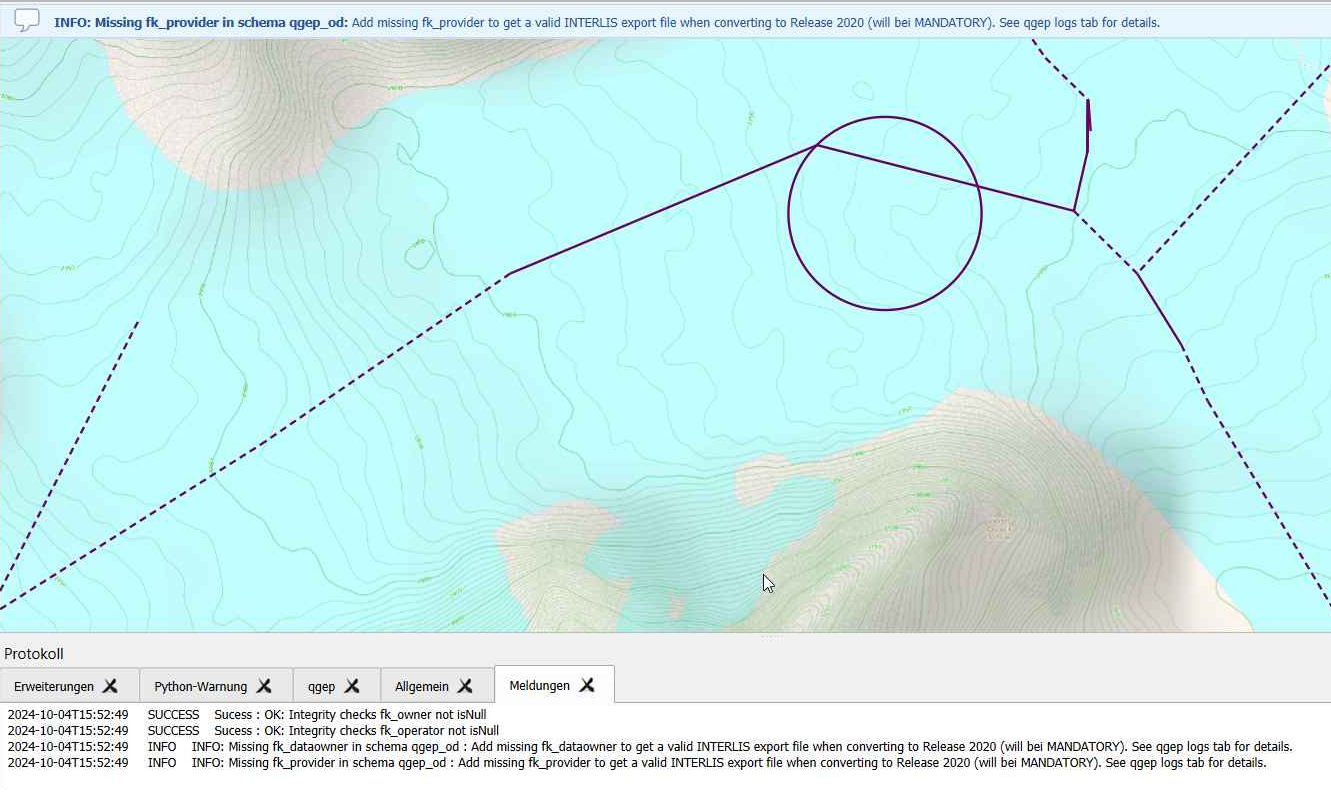 INFO: Missing fk_provider in schema qgep_od: Add missing fk_provider to get a valid INTERLIS export file when converting to Release 2020 (will bei MANDATORY). See qgep logs tab for details.
Protokoll
Erweiterungen Python-Warnung qgep Allgemein Meldungen
2024-10-04T15:52:49 SUCCESS Sucess : OK: Integrity checks fk_owner not isNull
2024-10-04T15:52:49 SUCCESS Sucess : OK: Integrity checks fk_operator not isNull
2024-10-04T15:52:49 INFO INFO: Missing fk_dataowner in schema qgep_od : Add missing fk_dataowner to get a valid INTERLIS export file when converting to Release 2020 (will bei MANDATORY). See qgep logs tab for details.
2024-10-04T15:52:49 INFO INFO: Missing fk_provider in schema qgep_od : Add missing fk_provider to get a valid INTERLIS export file when converting to Release 2020 (will bei MANDATORY). See qgep logs tab for details.